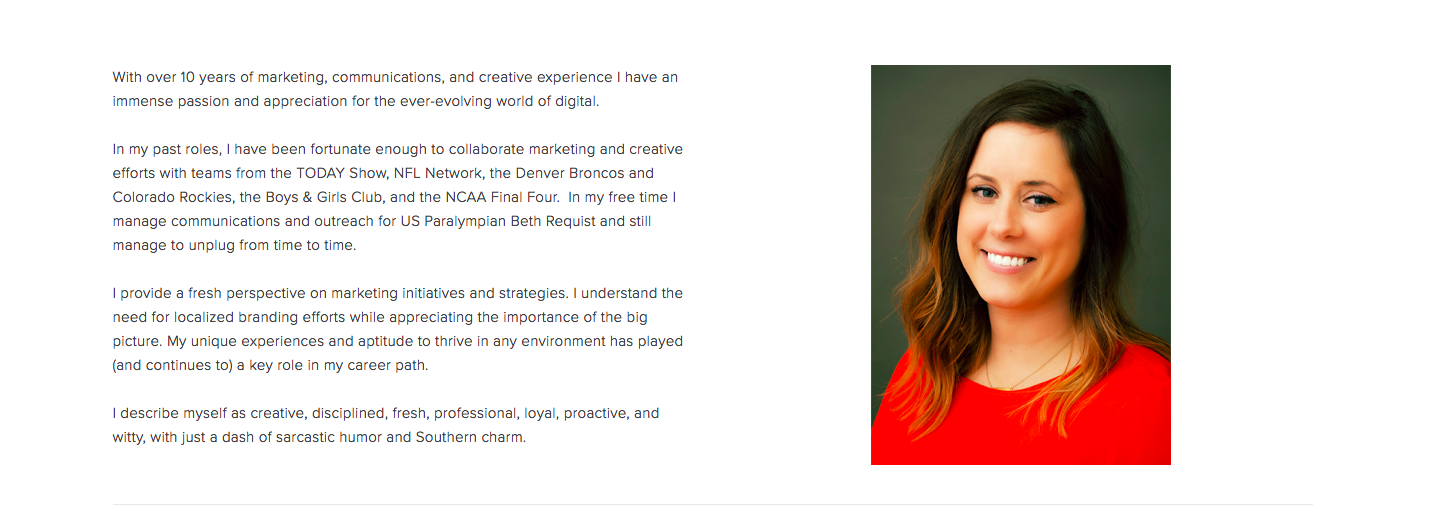 With over 10 years of marketing, communications, and creative experience I have an
immense passion and appreciation for the ever-evolving world of digital.
In my past roles, I have been fortunate enough to collaborate marketing and creative
efforts with teams from the TODAY Show, NFL Network, the Denver Broncos and
Colorado Rockies, the Boys & Girls Club, and the NCAA Final Four.  In my free time I
manage communications and outreach for US Paralympian Beth Requist and still
manage to unplug from time to time.
I provide a fresh perspective on marketing initiatives and strategies. I understand the
need for localized branding efforts while appreciating the importance of the big
picture. My unique experiences and aptitude to thrive in any environment has played
(and continues to) a key role in my career path.
I describe myself as creative, disciplined, fresh, professional, loyal, proactive, and
witty, with just a dash of sarcastic humor and Southern charm.